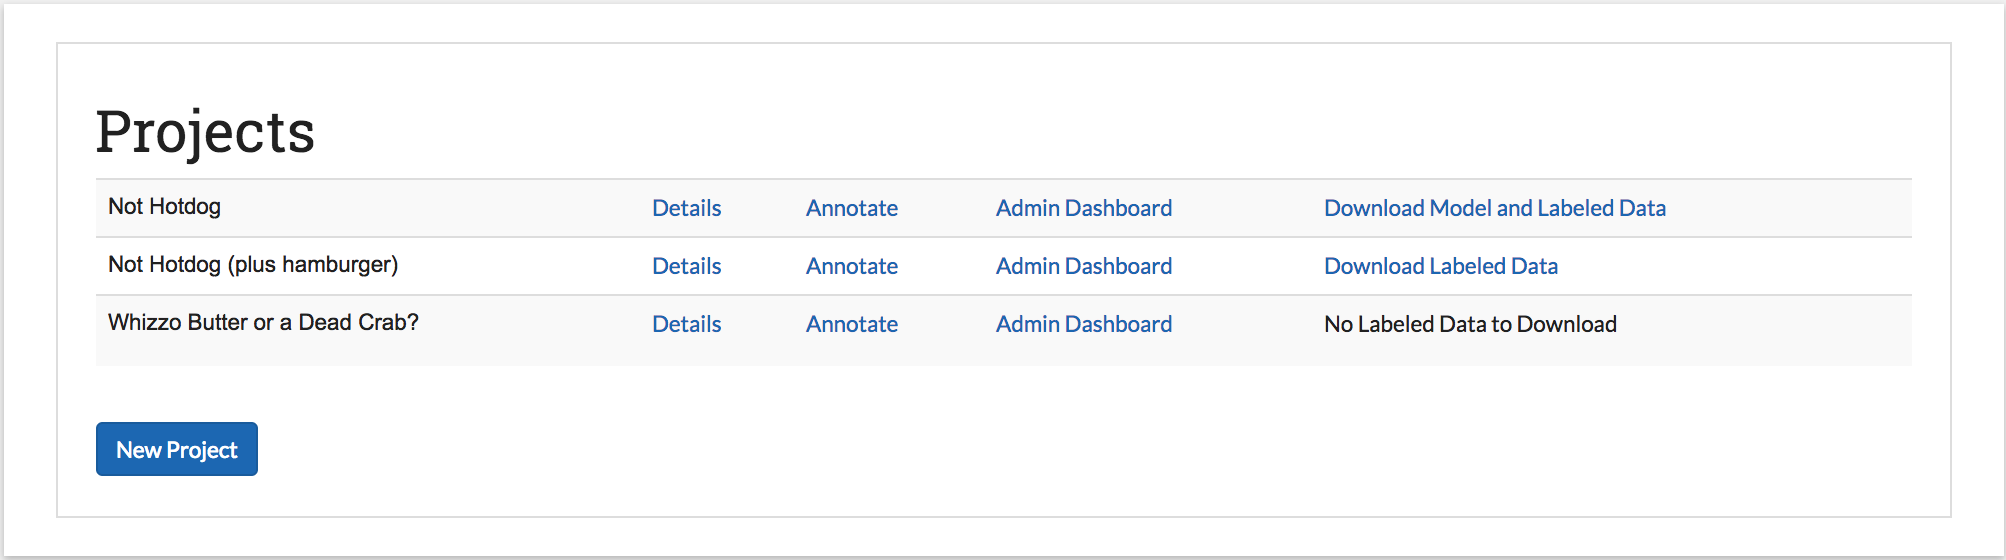 Projects
Not Hotdog Details Annotate Admin Dashboard Download Model and Labeled Data
Not Hotdog (plus hamburger) Details Annotate Admin Dashboard Download Labeled Data
Whizzo Butter or a Dead Crab? Details Annotate Admin Dashboard No Labeled Data to Download
New Project